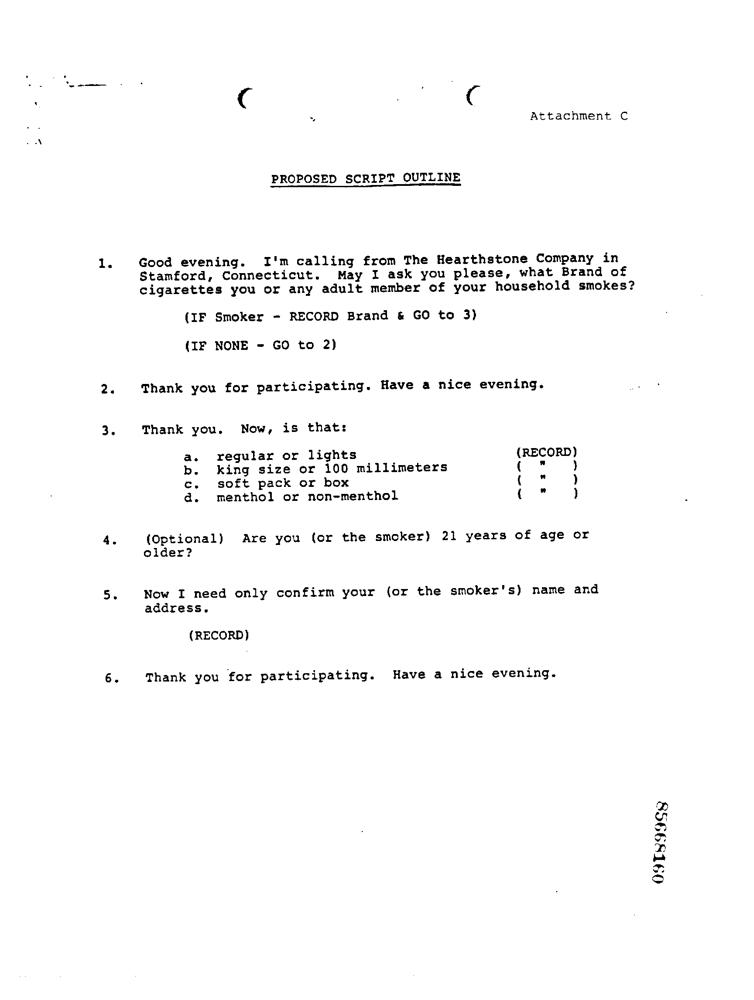 Attachment C
PROPOSED SCRIPT OUTLINE
1. Good evening. I'm calling from The Hearthstone Company in
Stamford, Connecticut. May I ask you please, what Brand of
cigarettes you or any adult member of your household smokes?
(IF Smoker - RECORD Brand & GO to 3)
(IF NONE - GO to 2)
2. Thank you for participating. Have a nice evening.
3. Thank you. Now, is that:
a. regular or lights (RECORD)
b. king size or 100 millimeters ( " )
c. soft pack or box ( " )
d. menthol or non-menthol ( " )
4. (Optional) Are you (or the smoker) 21 years of age or
older?
5. Now I need only confirm your (or the smoker's) name and
address.
(RECORD)
6. Thank you for participating. Have a nice evening.
85668160